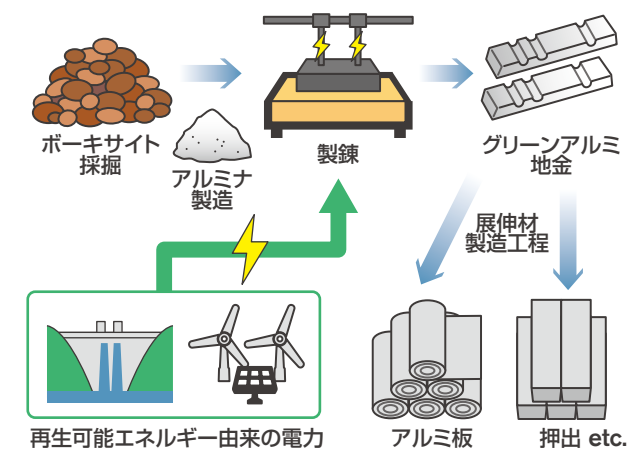 ボーキサイト
採掘
アルミナ
製造
製錬
グリーンアルミ
地金
展伸材
製造工程
再生可能エネルギー由来の電力
アルミ板
押出 etc.